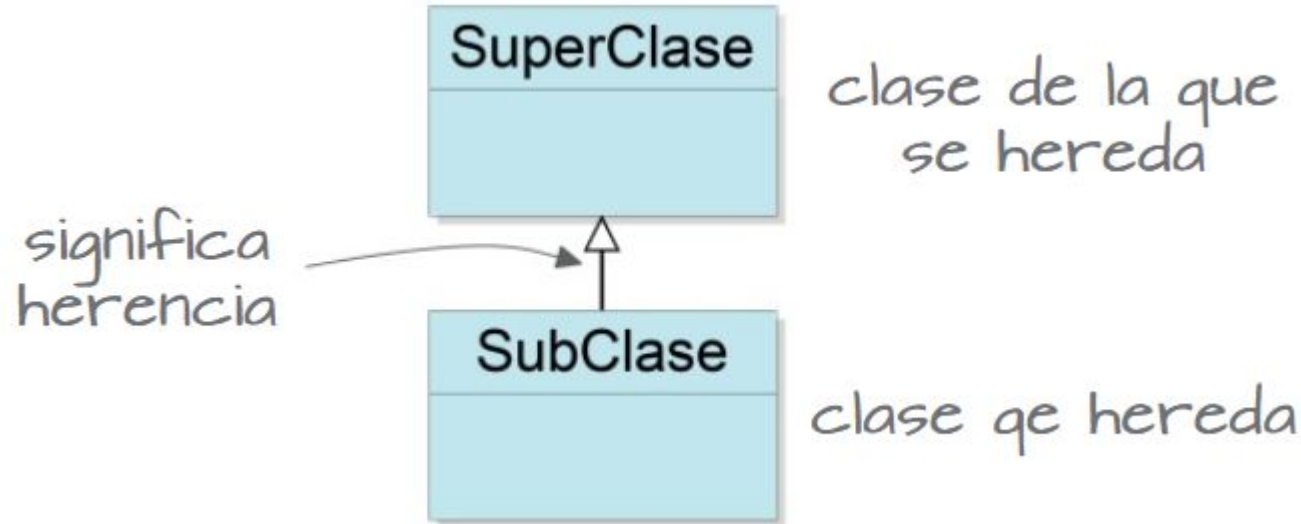 SuperClase
clase de la que
se hereda
significa
herencia
SubClase
clase qe hereda